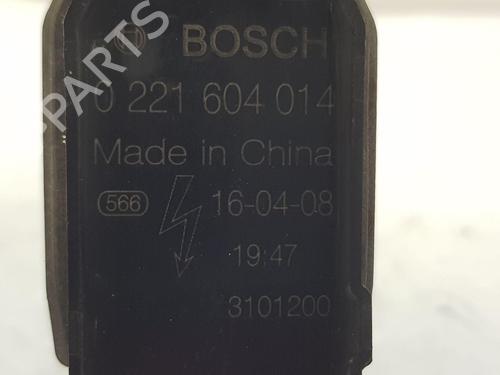 BOSCH
0 221 604 014
Made in China
566 16-04-08
19:47
3101200
PARTS